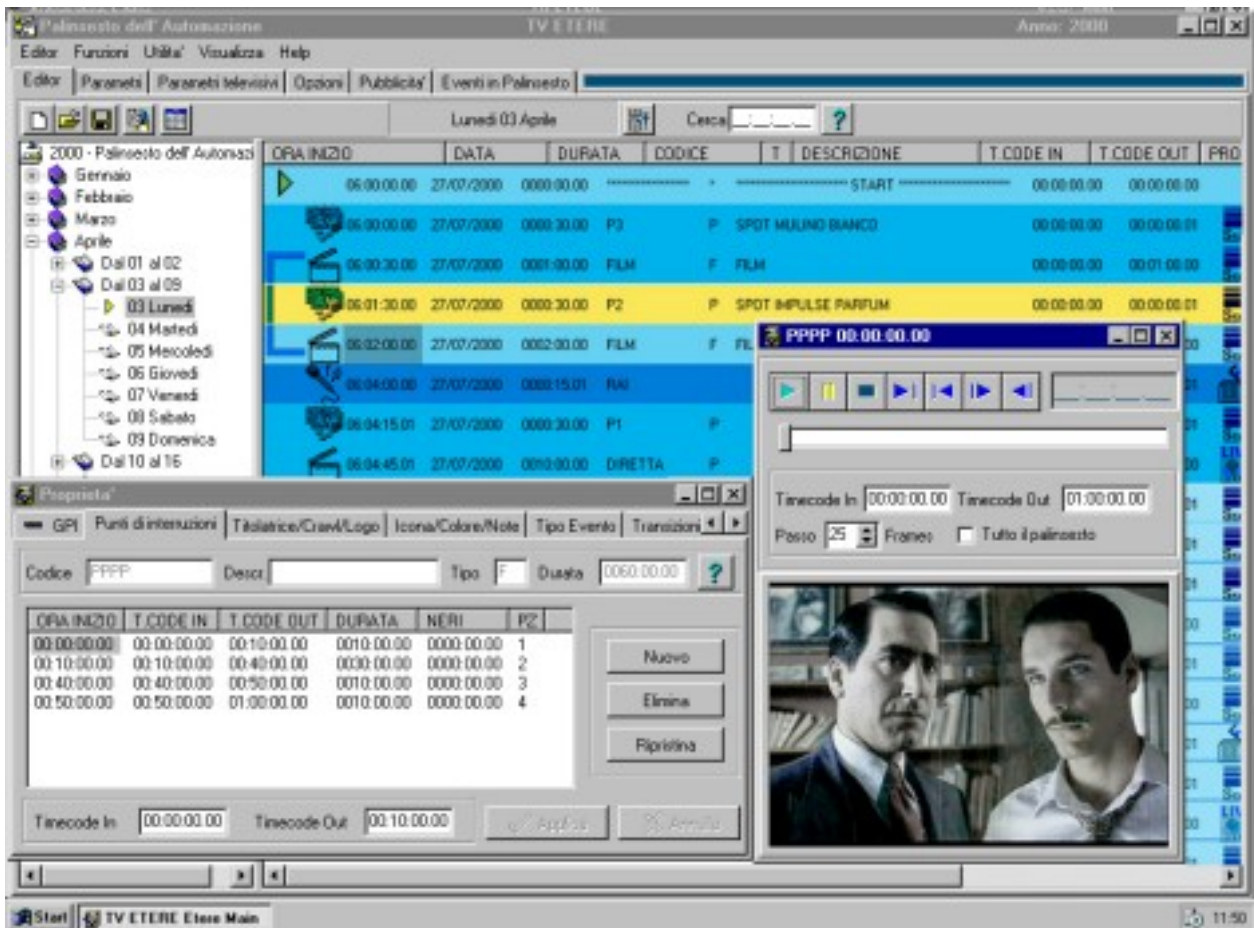 Palinsesto dell' Automazione TV ETERE Anno: 2000
Editor Funzioni Utilita' Visualizza Help
Editor Parametri Parametri televisivi Opzioni Pubblicita' Eventi in Palinsesto
Lunedi 03 Aprile Cerca __:__:__.__ ?
2000 - Palinsesto dell' Automazi
Gennaio
Febbraio
Marzo
Aprile
Dal 01 al 02
Dal 03 al 09
03 Lunedi
04 Martedi
05 Mercoledi
06 Giovedi
07 Venerdi
08 Sabato
09 Domenica
Dal 10 al 16
ORA INIZIO DATA DURATA CODICE T DESCRIZIONE T.CODE IN T.CODE OUT PRO
06:00:00.00 27/07/2000 0000:00.00 START 00:00:00.00 00:00:00.00
06:00:00.00 27/07/2000 0000:30.00 P3 P SPOT MULINO BIANCO 00:00:00.00 00:00:00.01
06:00:30.00 27/07/2000 0001:00.00 FILM F FILM 00:00:00.00 00:01:00.00
06:01:30.00 27/07/2000 0000:30.00 P2 P SPOT IMPULSE PARFUM 00:00:00.00 00:00:00.01
06:02:00.00 27/07/2000 0002:00.00 FILM F
06:04:00.00 27/07/2000 0000:15.01 RAI
06:04:15.01 27/07/2000 0000:30.00 P1 P
06:04:45.01 27/07/2000 0010:00.00 DIRETTA P
PPPP 00:00:00.00
Timecode In 00:00:00.00 Timecode Out 01:00:00.00
Passo 25 Frames Tutto il palinsesto
Proprieta'
GPI Punti di interruzioni Titolatrice/Crawl/Logo Icona/Colore/Note Tipo Evento Transizioni
Codice PPPP Descr. Tipo F Durata 0060:00.00 ?
ORA INIZIO T.CODE IN T.CODE OUT DURATA NERI PZ
00:00:00.00 00:00:00.00 00:10:00.00 0010:00.00 0000:00.00 1
00:10:00.00 00:10:00.00 00:40:00.00 0030:00.00 0000:00.00 2
00:40:00.00 00:40:00.00 00:50:00.00 0010:00.00 0000:00.00 3
00:50:00.00 00:50:00.00 01:00:00.00 0010:00.00 0000:00.00 4
Nuovo
Elimina
Ripristina
Timecode In 00:00:00.00 Timecode Out 00:10:00.00 Applica Annulla
Start TV ETERE Etere Main 11:50